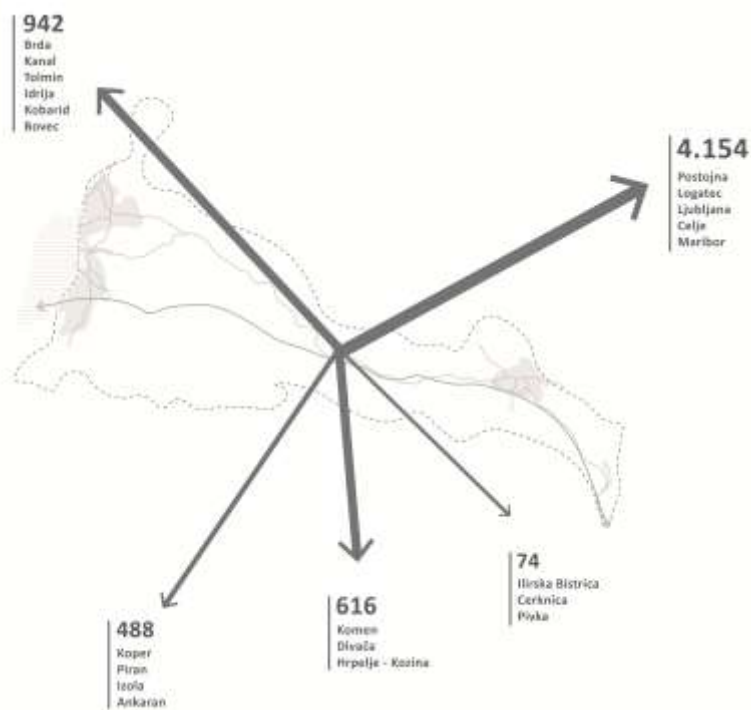 942
Brda
Kanal
Tolmin
Idrija
Kobarid
Bovec
4.154
Postojna
Logatec
Ljubljana
Celje
Maribor
74
Ilirska Bistrica
Cerknica
Pivka
616
Komen
Divača
Hrpelje - Kozina
488
Koper
Piran
Izola
Ankaran